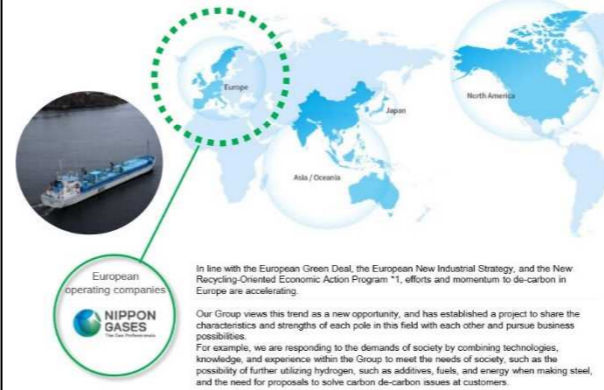 Europe
North America
Japan
Asia / Oceania
European
operating companies
NIPPON
GASES
The Gas Professionals
In line with the European Green Deal, the European New Industrial Strategy, and the New
Recycling-Oriented Economic Action Program *1, efforts and momentum to de-carbon in
Europe are accelerating.
Our Group views this trend as a new opportunity, and has established a project to share the
characteristics and strengths of each pole in this field with each other and pursue business
possibilities.
For example, we are responding to the demands of society by combining technologies,
knowledge, and experience within the Group to meet the needs of society, such as the
possibility of further utilizing hydrogen, such as additives, fuels, and energy when making steel,
and the need for proposals to solve carbon de-carbon issues at customers.